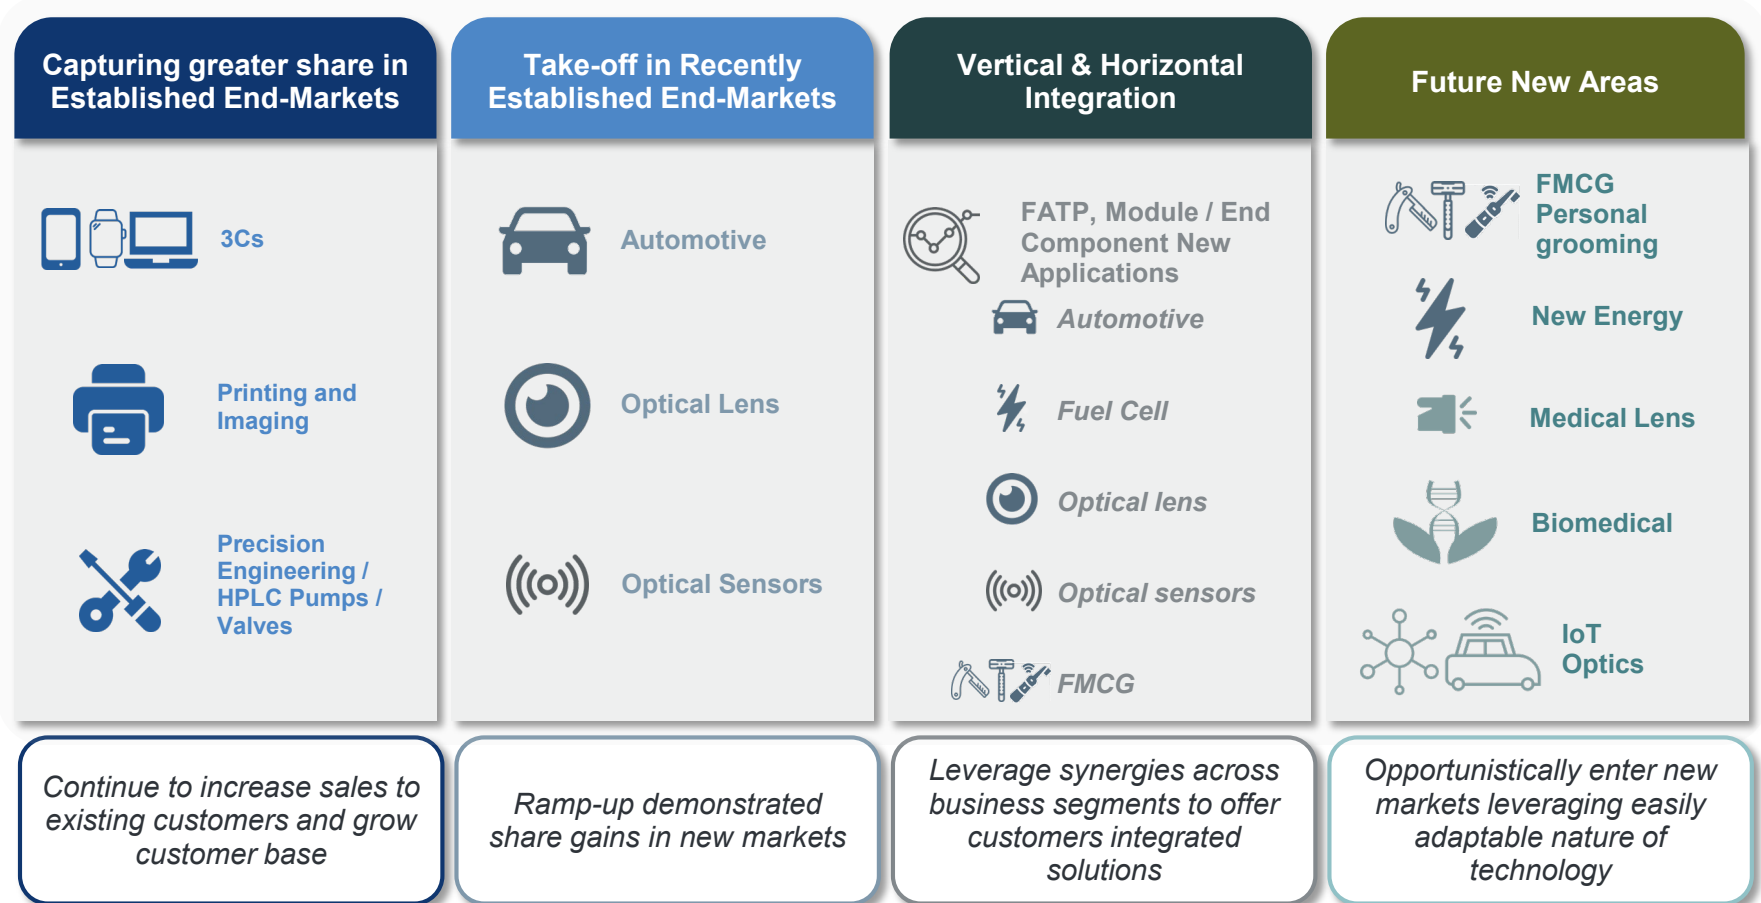 Capturing greater share in
Established End-Markets
3Cs
Printing and
Imaging
Precision
Engineering /
HPLC Pumps /
Valves
Continue to increase sales to
existing customers and grow
customer base
Take-off in Recently
Established End-Markets
Automotive
Optical Lens
Optical Sensors
Ramp-up demonstrated
share gains in new markets
Vertical & Horizontal
Integration
FATP, Module / End
Component New
Applications
Automotive
Fuel Cell
Optical lens
Optical sensors
FMCG
Leverage synergies across
business segments to offer
customers integrated
solutions
Future New Areas
FMCG
Personal
grooming
New Energy
Medical Lens
Biomedical
IoT
Optics
Opportunistically enter new
markets leveraging easily
adaptable nature of
technology